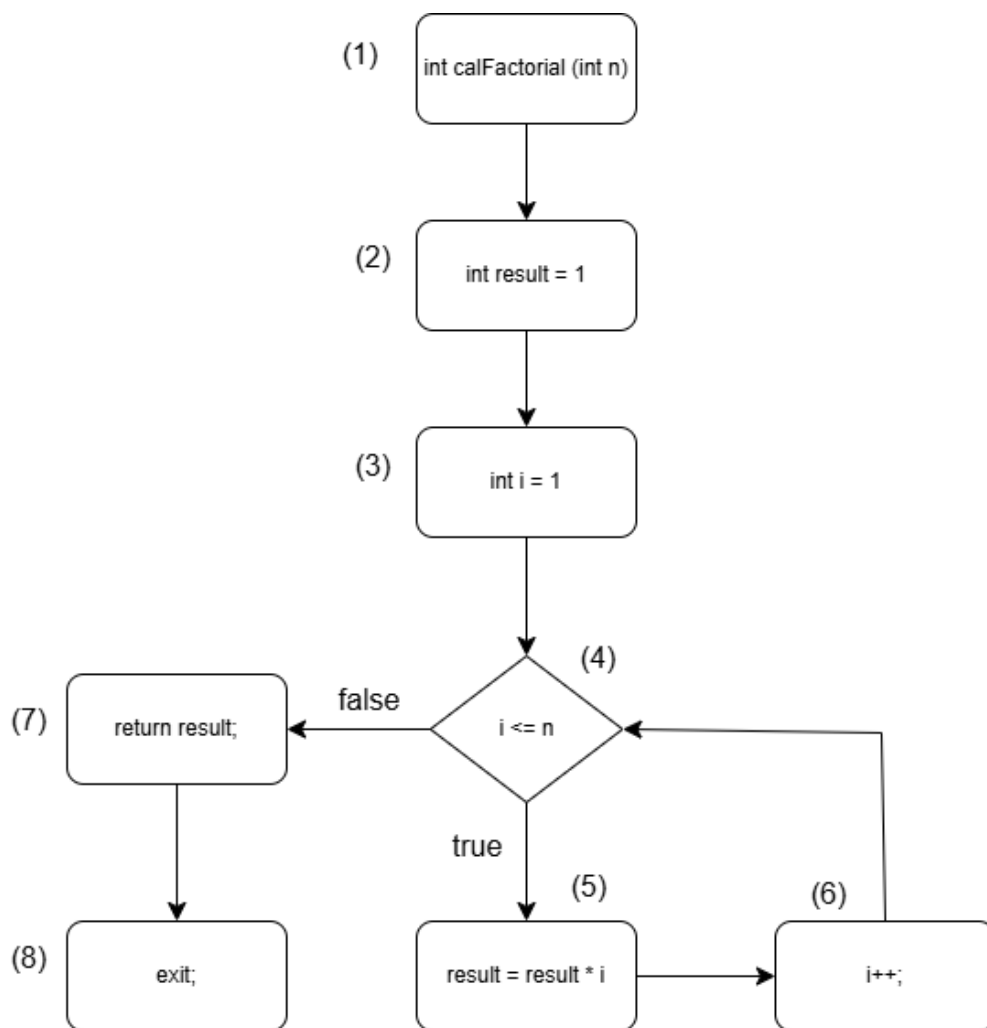 (1)
int calFactorial (int n)
(2)
int result = 1
(3)
int i = 1
(4)
i <= n
false
(7)
return result;
true
(5)
(6)
(8)
exit;
result = result * i
i++;